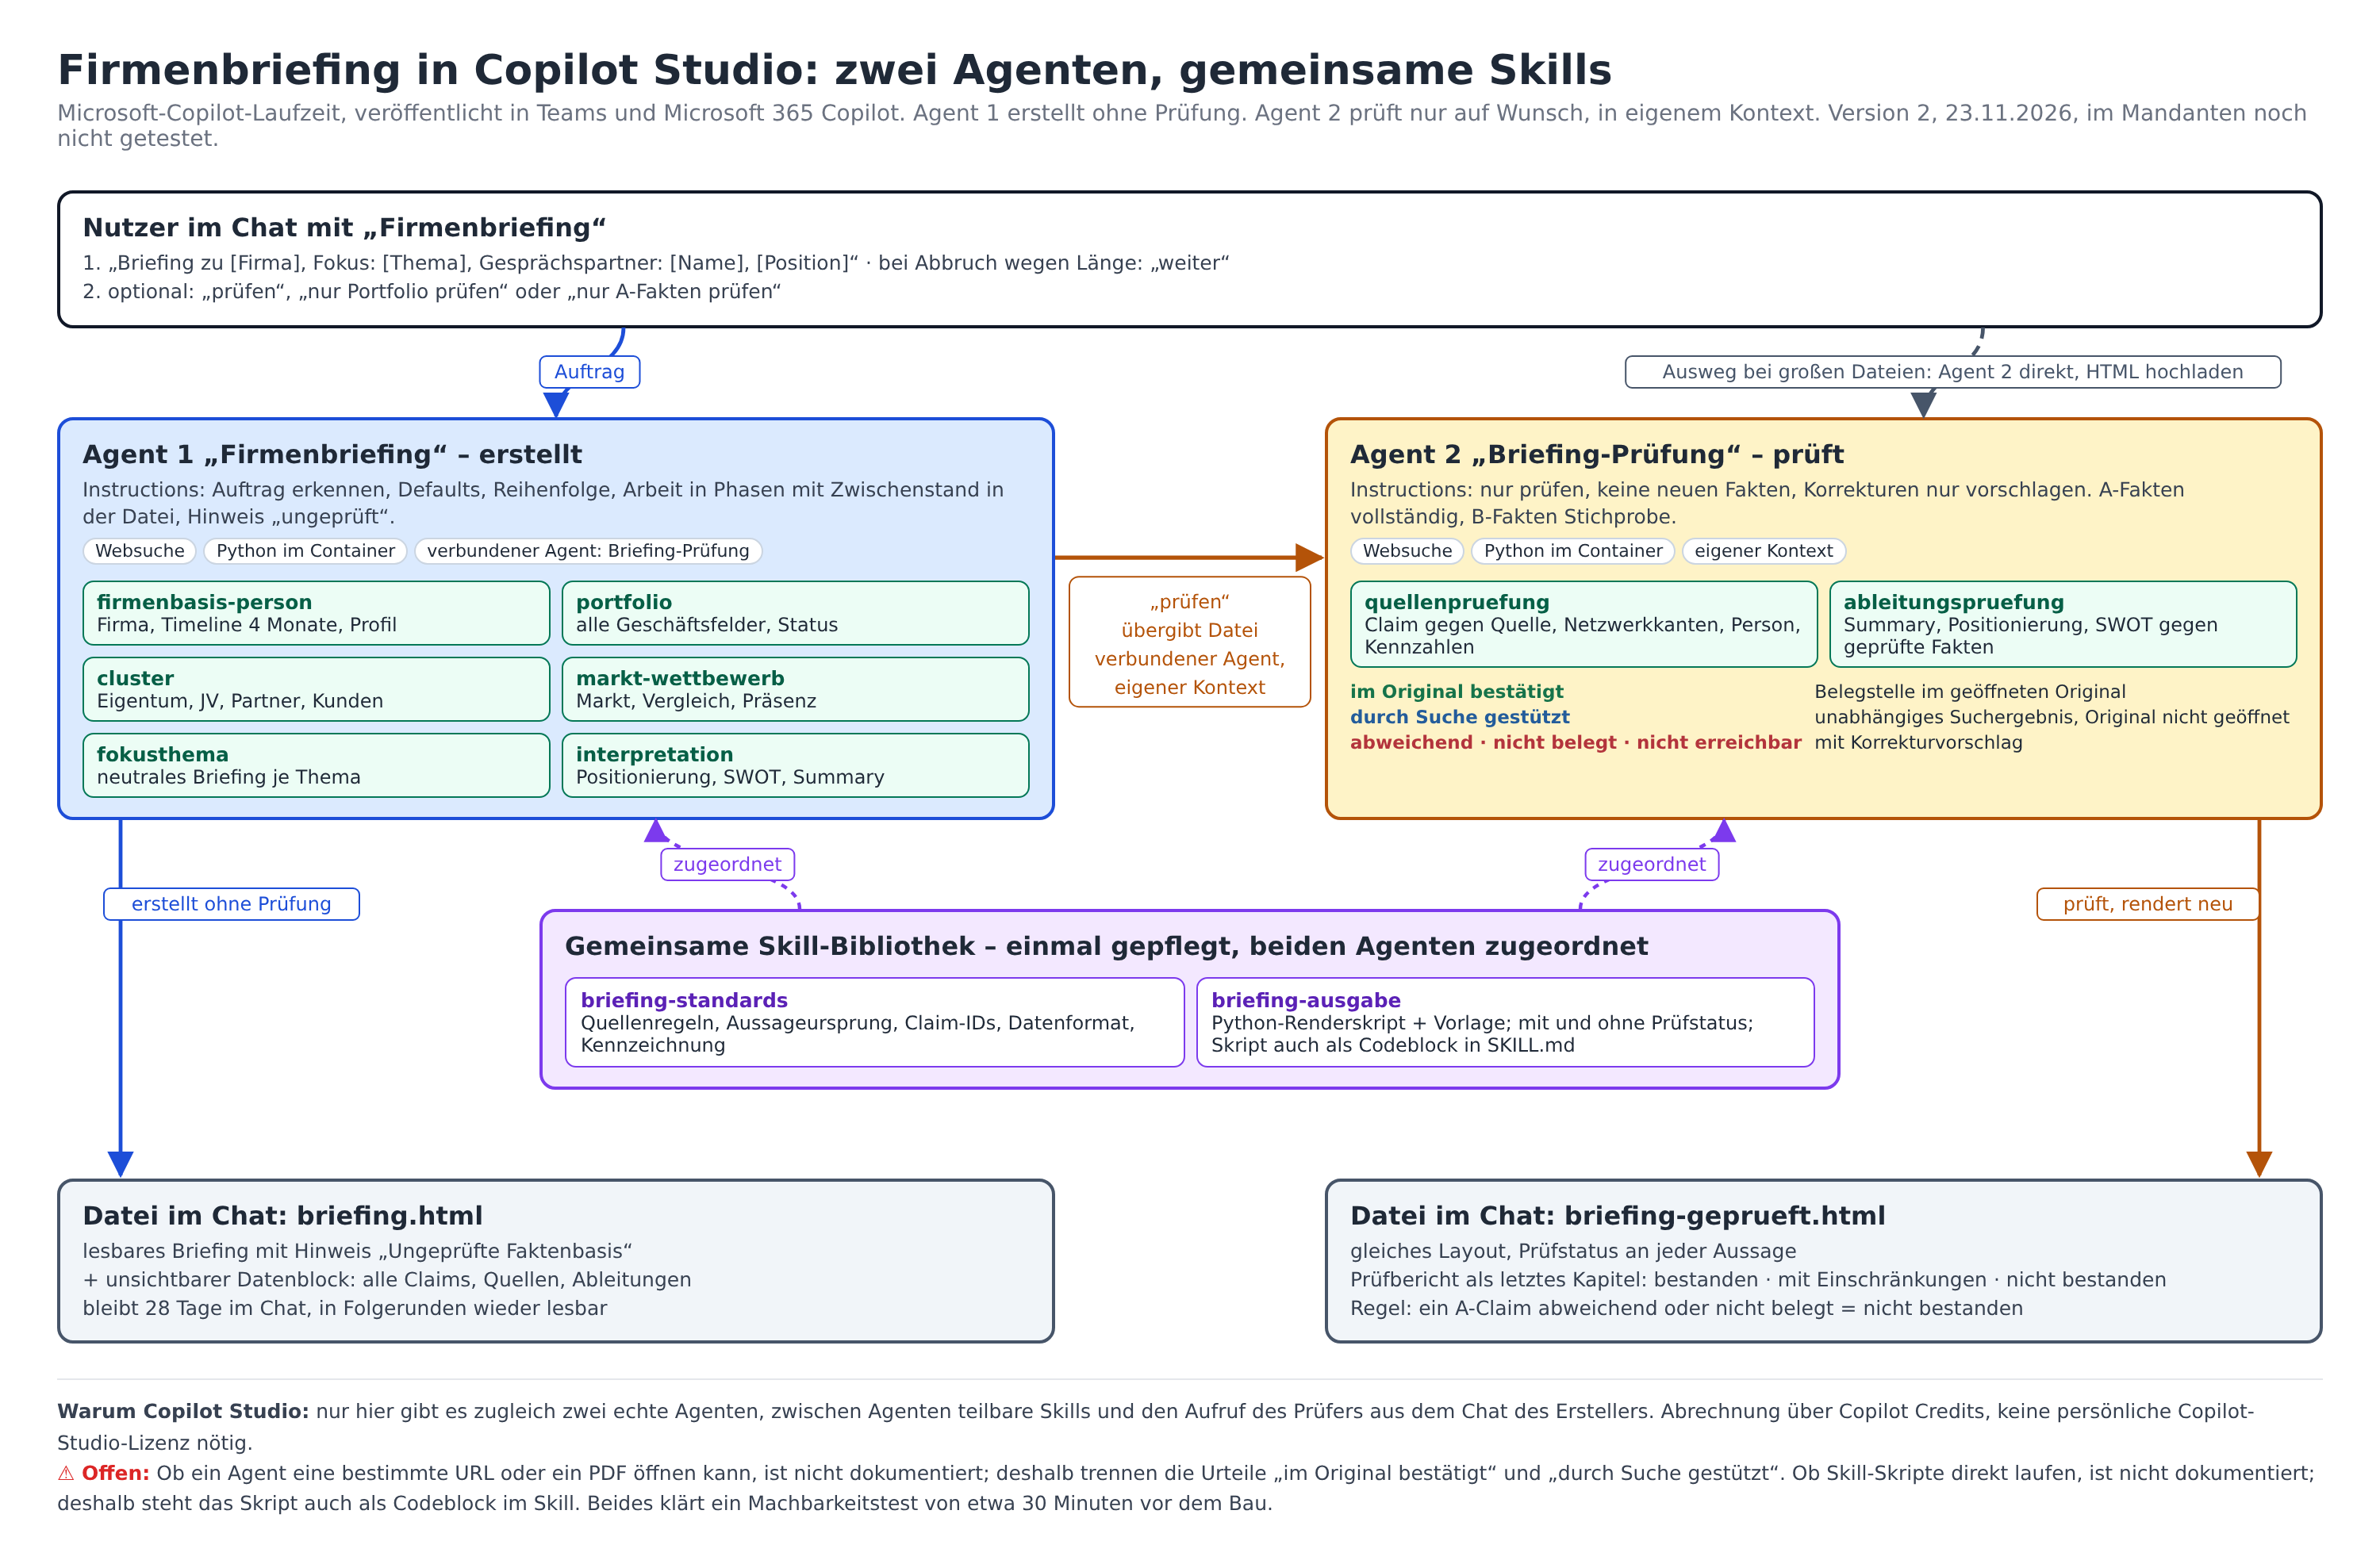 Firmenbriefing in Copilot Studio: zwei Agenten, gemeinsame Skills
Microsoft-Copilot-Laufzeit, veröffentlicht in Teams und Microsoft 365 Copilot. Agent 1 erstellt ohne Prüfung. Agent 2 prüft nur auf Wunsch, in eigenem Kontext. Version 2, 23.11.2026, im Mandanten noch
nicht getestet.
Nutzer im Chat mit „Firmenbriefing“
1. „Briefing zu [Firma], Fokus: [Thema], Gesprächspartner: [Name], [Position]“ · bei Abbruch wegen Länge: „weiter“
2. optional: „prüfen“, „nur Portfolio prüfen“ oder „nur A-Fakten prüfen“
Auftrag
Ausweg bei großen Dateien: Agent 2 direkt, HTML hochladen
Agent 1 „Firmenbriefing“ – erstellt
Instructions: Auftrag erkennen, Defaults, Reihenfolge, Arbeit in Phasen mit Zwischenstand in
der Datei, Hinweis „ungeprüft“.
Websuche
Python im Container
verbundener Agent: Briefing-Prüfung
firmenbasis-person
Firma, Timeline 4 Monate, Profil
portfolio
alle Geschäftsfelder, Status
cluster
Eigentum, JV, Partner, Kunden
markt-wettbewerb
Markt, Vergleich, Präsenz
fokusthema
neutrales Briefing je Thema
interpretation
Positionierung, SWOT, Summary
„prüfen“
übergibt Datei
verbundener Agent,
eigener Kontext
Agent 2 „Briefing-Prüfung“ – prüft
Instructions: nur prüfen, keine neuen Fakten, Korrekturen nur vorschlagen. A-Fakten
vollständig, B-Fakten Stichprobe.
Websuche
Python im Container
eigener Kontext
quellenpruefung
Claim gegen Quelle, Netzwerkkanten, Person,
Kennzahlen
ableitungspruefung
Summary, Positionierung, SWOT gegen
geprüfte Fakten
im Original bestätigt Belegstelle im geöffneten Original
durch Suche gestützt unabhängiges Suchergebnis, Original nicht geöffnet
abweichend · nicht belegt · nicht erreichbar mit Korrekturvorschlag
zugeordnet
zugeordnet
erstellt ohne Prüfung
prüft, rendert neu
Gemeinsame Skill-Bibliothek – einmal gepflegt, beiden Agenten zugeordnet
briefing-standards
Quellenregeln, Aussageursprung, Claim-IDs, Datenformat,
Kennzeichnung
briefing-ausgabe
Python-Renderskript + Vorlage; mit und ohne Prüfstatus;
Skript auch als Codeblock in SKILL.md
Datei im Chat: briefing.html
lesbares Briefing mit Hinweis „Ungeprüfte Faktenbasis“
+ unsichtbarer Datenblock: alle Claims, Quellen, Ableitungen
bleibt 28 Tage im Chat, in Folgerunden wieder lesbar
Datei im Chat: briefing-geprueft.html
gleiches Layout, Prüfstatus an jeder Aussage
Prüfbericht als letztes Kapitel: bestanden · mit Einschränkungen · nicht bestanden
Regel: ein A-Claim abweichend oder nicht belegt = nicht bestanden
Warum Copilot Studio: nur hier gibt es zugleich zwei echte Agenten, zwischen Agenten teilbare Skills und den Aufruf des Prüfers aus dem Chat des Erstellers. Abrechnung über Copilot Credits, keine persönliche Copilot-
Studio-Lizenz nötig.
⚠ Offen: Ob ein Agent eine bestimmte URL oder ein PDF öffnen kann, ist nicht dokumentiert; deshalb trennen die Urteile „im Original bestätigt“ und „durch Suche gestützt“. Ob Skill-Skripte direkt laufen, ist nicht dokumentiert;
deshalb steht das Skript auch als Codeblock im Skill. Beides klärt ein Machbarkeitstest von etwa 30 Minuten vor dem Bau.